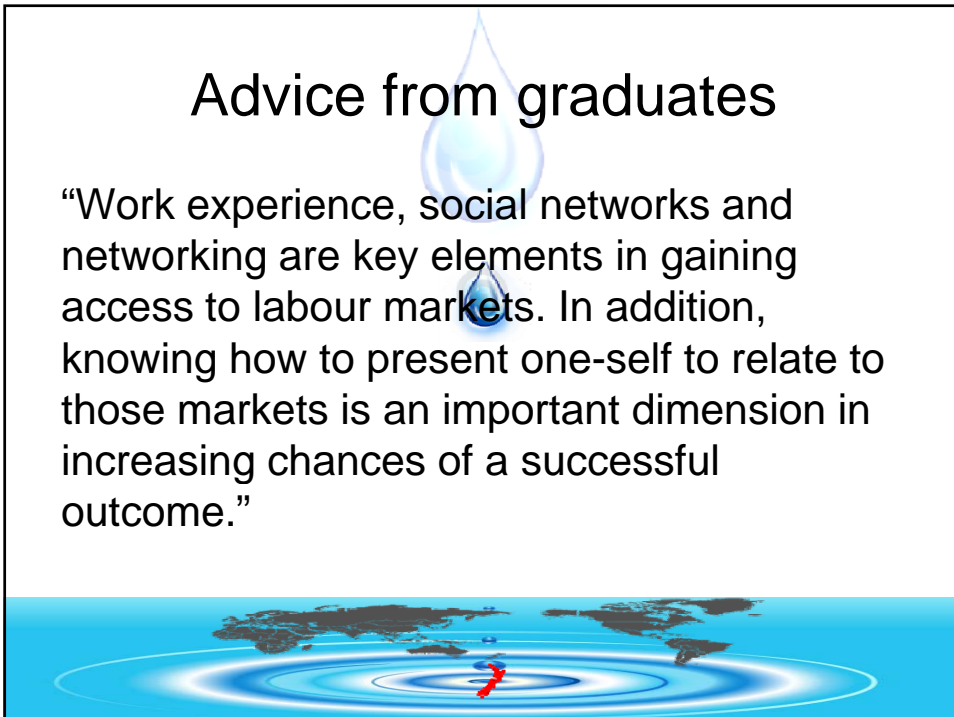 Advice from graduates
“Work experience, social networks and
networking are key elements in gaining
access to labour markets. In addition,
knowing how to present one-self to relate to
those markets is an important dimension in
increasing chances of a successful
outcome.”